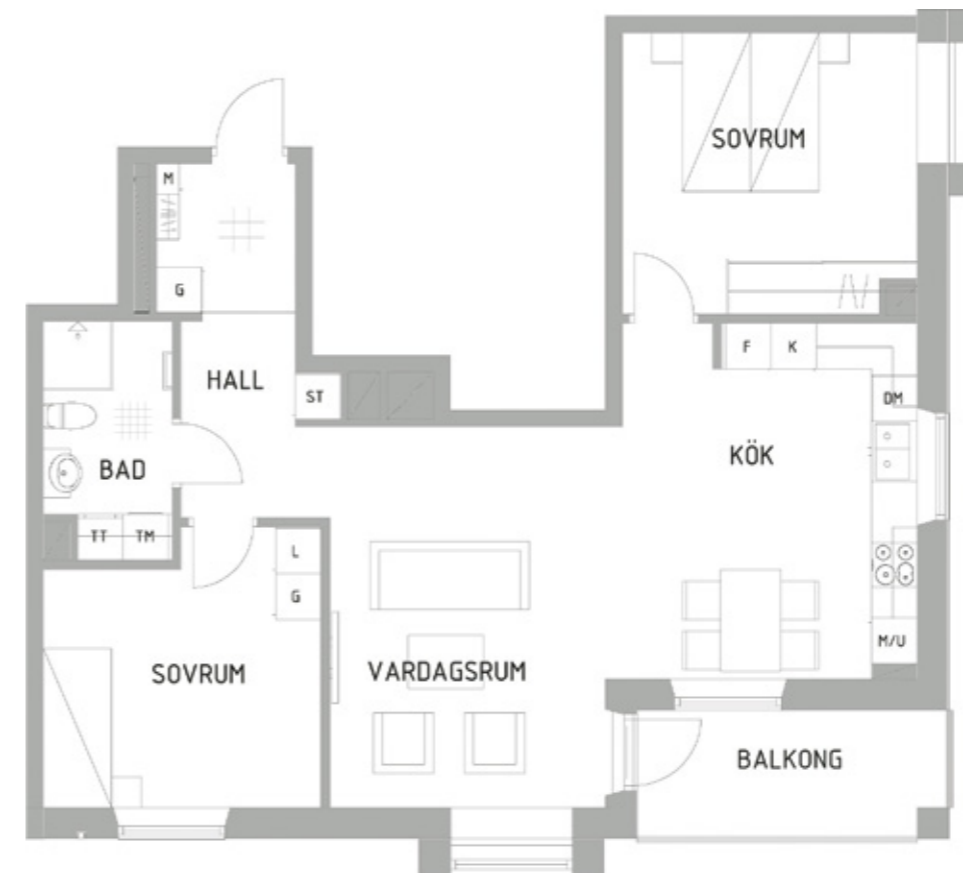 SOVRUM
M
G
HALL
ST
F
K
DM
KÖK
BAD
TT
TM
L
G
M/U
SOVRUM
VARDAGSRUM
BALKONG